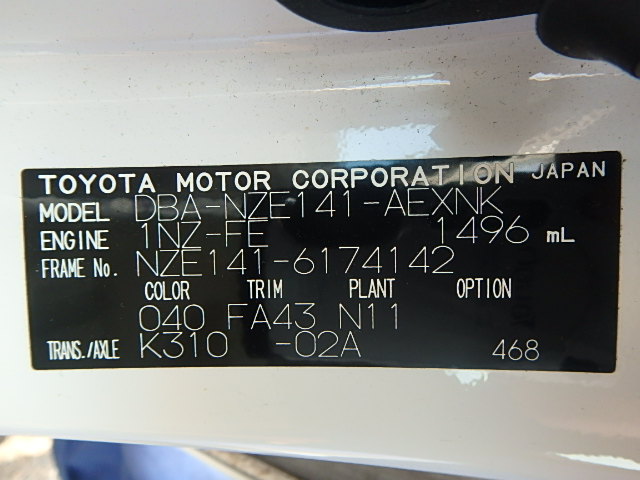 TOYOTA MOTOR CORPORATION JAPAN
MODEL DBA-NZE141-AEXNK
ENGINE 1NZ-FE 1496 mL
FRAME No. NZE141-6174142
COLOR TRIM PLANT OPTION
040 FA43 N11
TRANS./AXLE K310 -02A 468